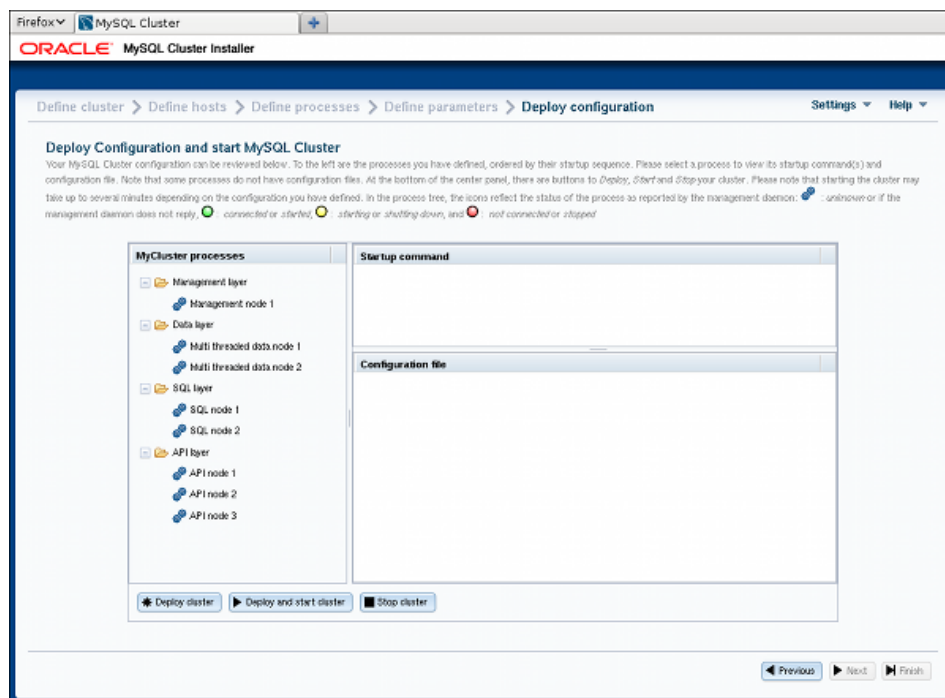 Firefox
MySQL Cluster
ORACLE MySQL Cluster Installer
Define cluster Define hosts Define processes Define parameters Deploy configuration Settings Help
Deploy Configuration and start MySQL Cluster
Your MySQL Cluster configuration can be reviewed below. To the left are the processes you have defined, ordered by their startup sequence. Please select a process to view its startup command(s) and
configuration file. Note that some processes do not have configuration files. At the bottom of the center panel, there are buttons to Deploy, Start and Stop your cluster. Please note that starting the cluster may
take up to several minutes depending on the configuration you have defined. In the process tree, the icons reflect the status of the process as reported by the management daemon: : unknown or if the
management daemon does not reply, : connected or started, : starting or shutting down, and : not connected or stopped
MyCluster processes
Management layer
Management node 1
Data layer
Multi threaded data node 1
Multi threaded data node 2
SQL layer
SQL node 1
SQL node 2
API layer
API node 1
API node 2
API node 3
Startup command
Configuration file
Deploy cluster Deploy and start cluster Stop cluster
Previous Next Finish